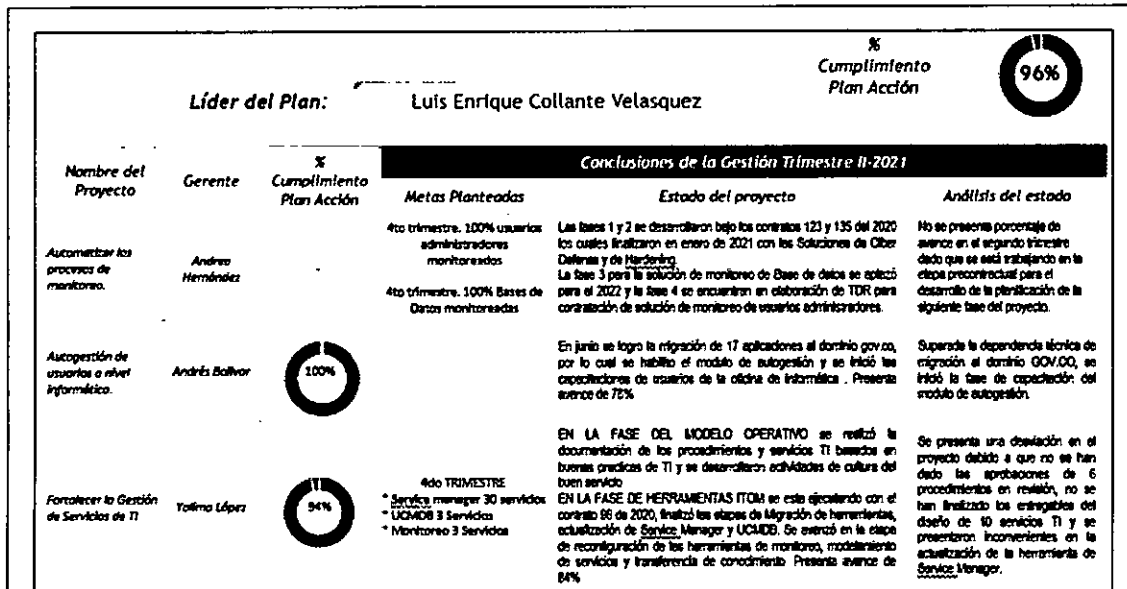 %
Cumplimiento
Plan Acción
96%
Líder del Plan:
Luis Enrique Collante Velasquez
Nombre del
Proyecto
Gerente
%
Cumplimiento
Plan Acción
Conclusiones de la Gestión Trimestre II-2021
Metas Planteadas
Estado del proyecto
Análisis del estado
Automatizar los
procesos de
monitoreo.
Andrea
Hernández
4to trimestre. 100% usuarios
administradores
monitoreados
4to trimestre. 100% Bases de
Datos monitoreadas
Las fases 1 y 2 se desarrollaron bajo los contratos 123 y 135 del 2020
los cuales finalizaron en enero de 2021 con las Soluciones de Ciber
Defensa y de Hardening.
La fase 3 para la solución de monitoreo de Base de datos se aplazó
para el 2022 y la fase 4 se encuentran en elaboración de TDR para
contratación de solución de monitoreo de usuarios administradores.
No se presenta porcentaje de
avance en el segundo trimestre
dado que se está trabajando en la
etapa precontractual para el
desarrollo de la planificación de la
siguiente fase del proyecto.
Autogestión de
usuarios a nivel
informático.
Andrés Bolívar
100%
En junio se logro la migración de 17 aplicaciones al dominio gov.co,
por lo cual se habilito el modulo de autogestión y se inició las
capacitaciones de usuarios de la oficina de informática . Presenta
avance de 78%
Superada la dependencia técnica de
migración al dominio GOV.CO, se
inició la fase de capacitación del
modulo de autogestión.
Fortalecer la Gestión
de Servicios de TI
Yolima López
94%
4do TRIMESTRE
* Service manager 30 servicios
* UCMDB 3 Servicios
* Monitoreo 3 Servicios
EN LA FASE DEL MODELO OPERATIVO se realizó la
documentación de los procedimientos y servicios TI basados en
buenas practicas de TI y se desarrollaron actividades de cultura del
buen servicio
EN LA FASE DE HERRAMIENTAS ITOM se esta ejecutando con el
contrato 98 de 2020, finalizó las etapas de Migración de herramientas,
actualización de Service Manager y UCMDB. Se avanzó en la etapa
de reconfiguración de las herramientas de monitoreo, modelamiento
de servicios y transferencia de conocimiento. Presenta avance de
84%
Se presenta una desviación en el
proyecto debido a que no se han
dado las aprobaciones de 6
procedimientos en revisión, no se
han finalizado los entregables del
diseño de 10 servicios TI y se
presentaron inconvenientes en la
actualización de la herramienta de
Service Manager.